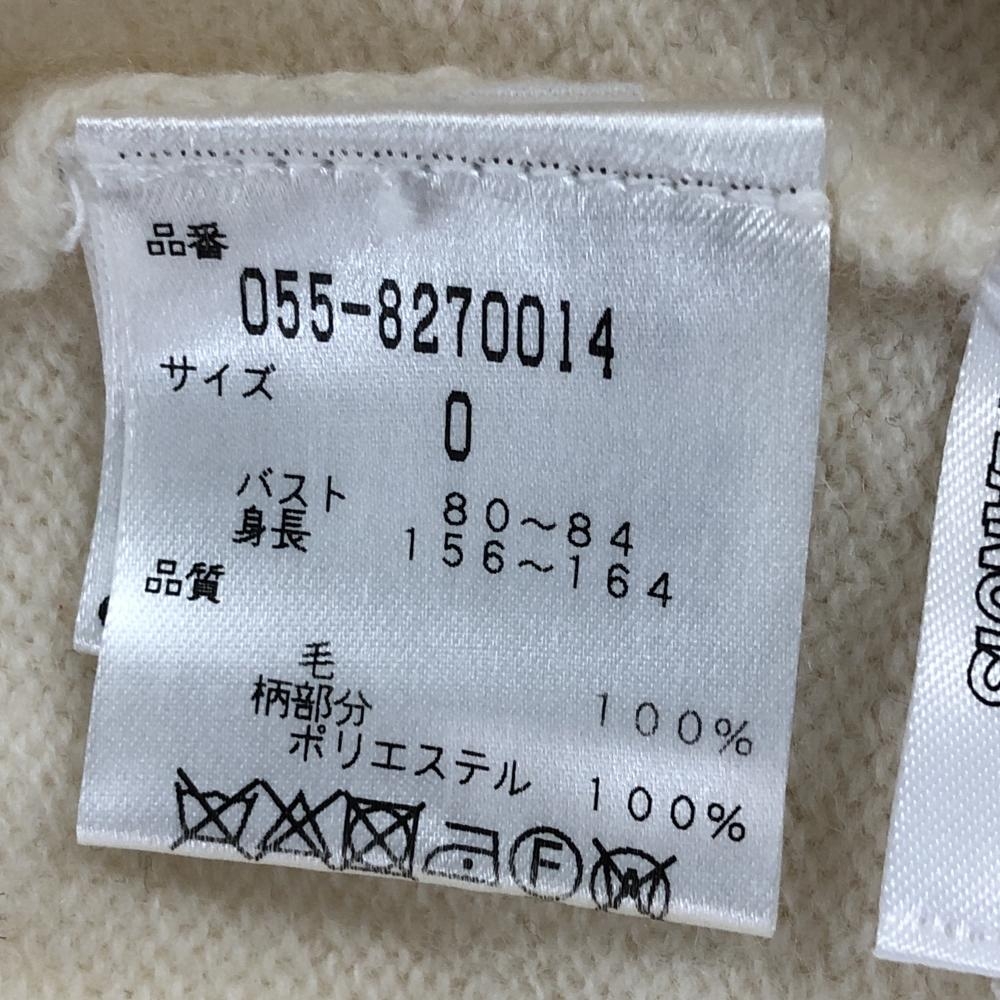 品番
055-8270014
サイズ
0
バスト 80〜84
身長 156〜164
品質
毛 100%
柄部分
ポリエステル 100%
F
W